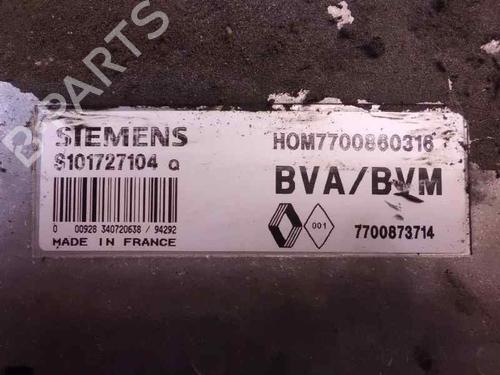 B PARTS
SIEMENS
S101727104 Q
HOM7700860316
BVA/BVM
0 00928 340720638 / 94292
MADE IN FRANCE
001
7700873714